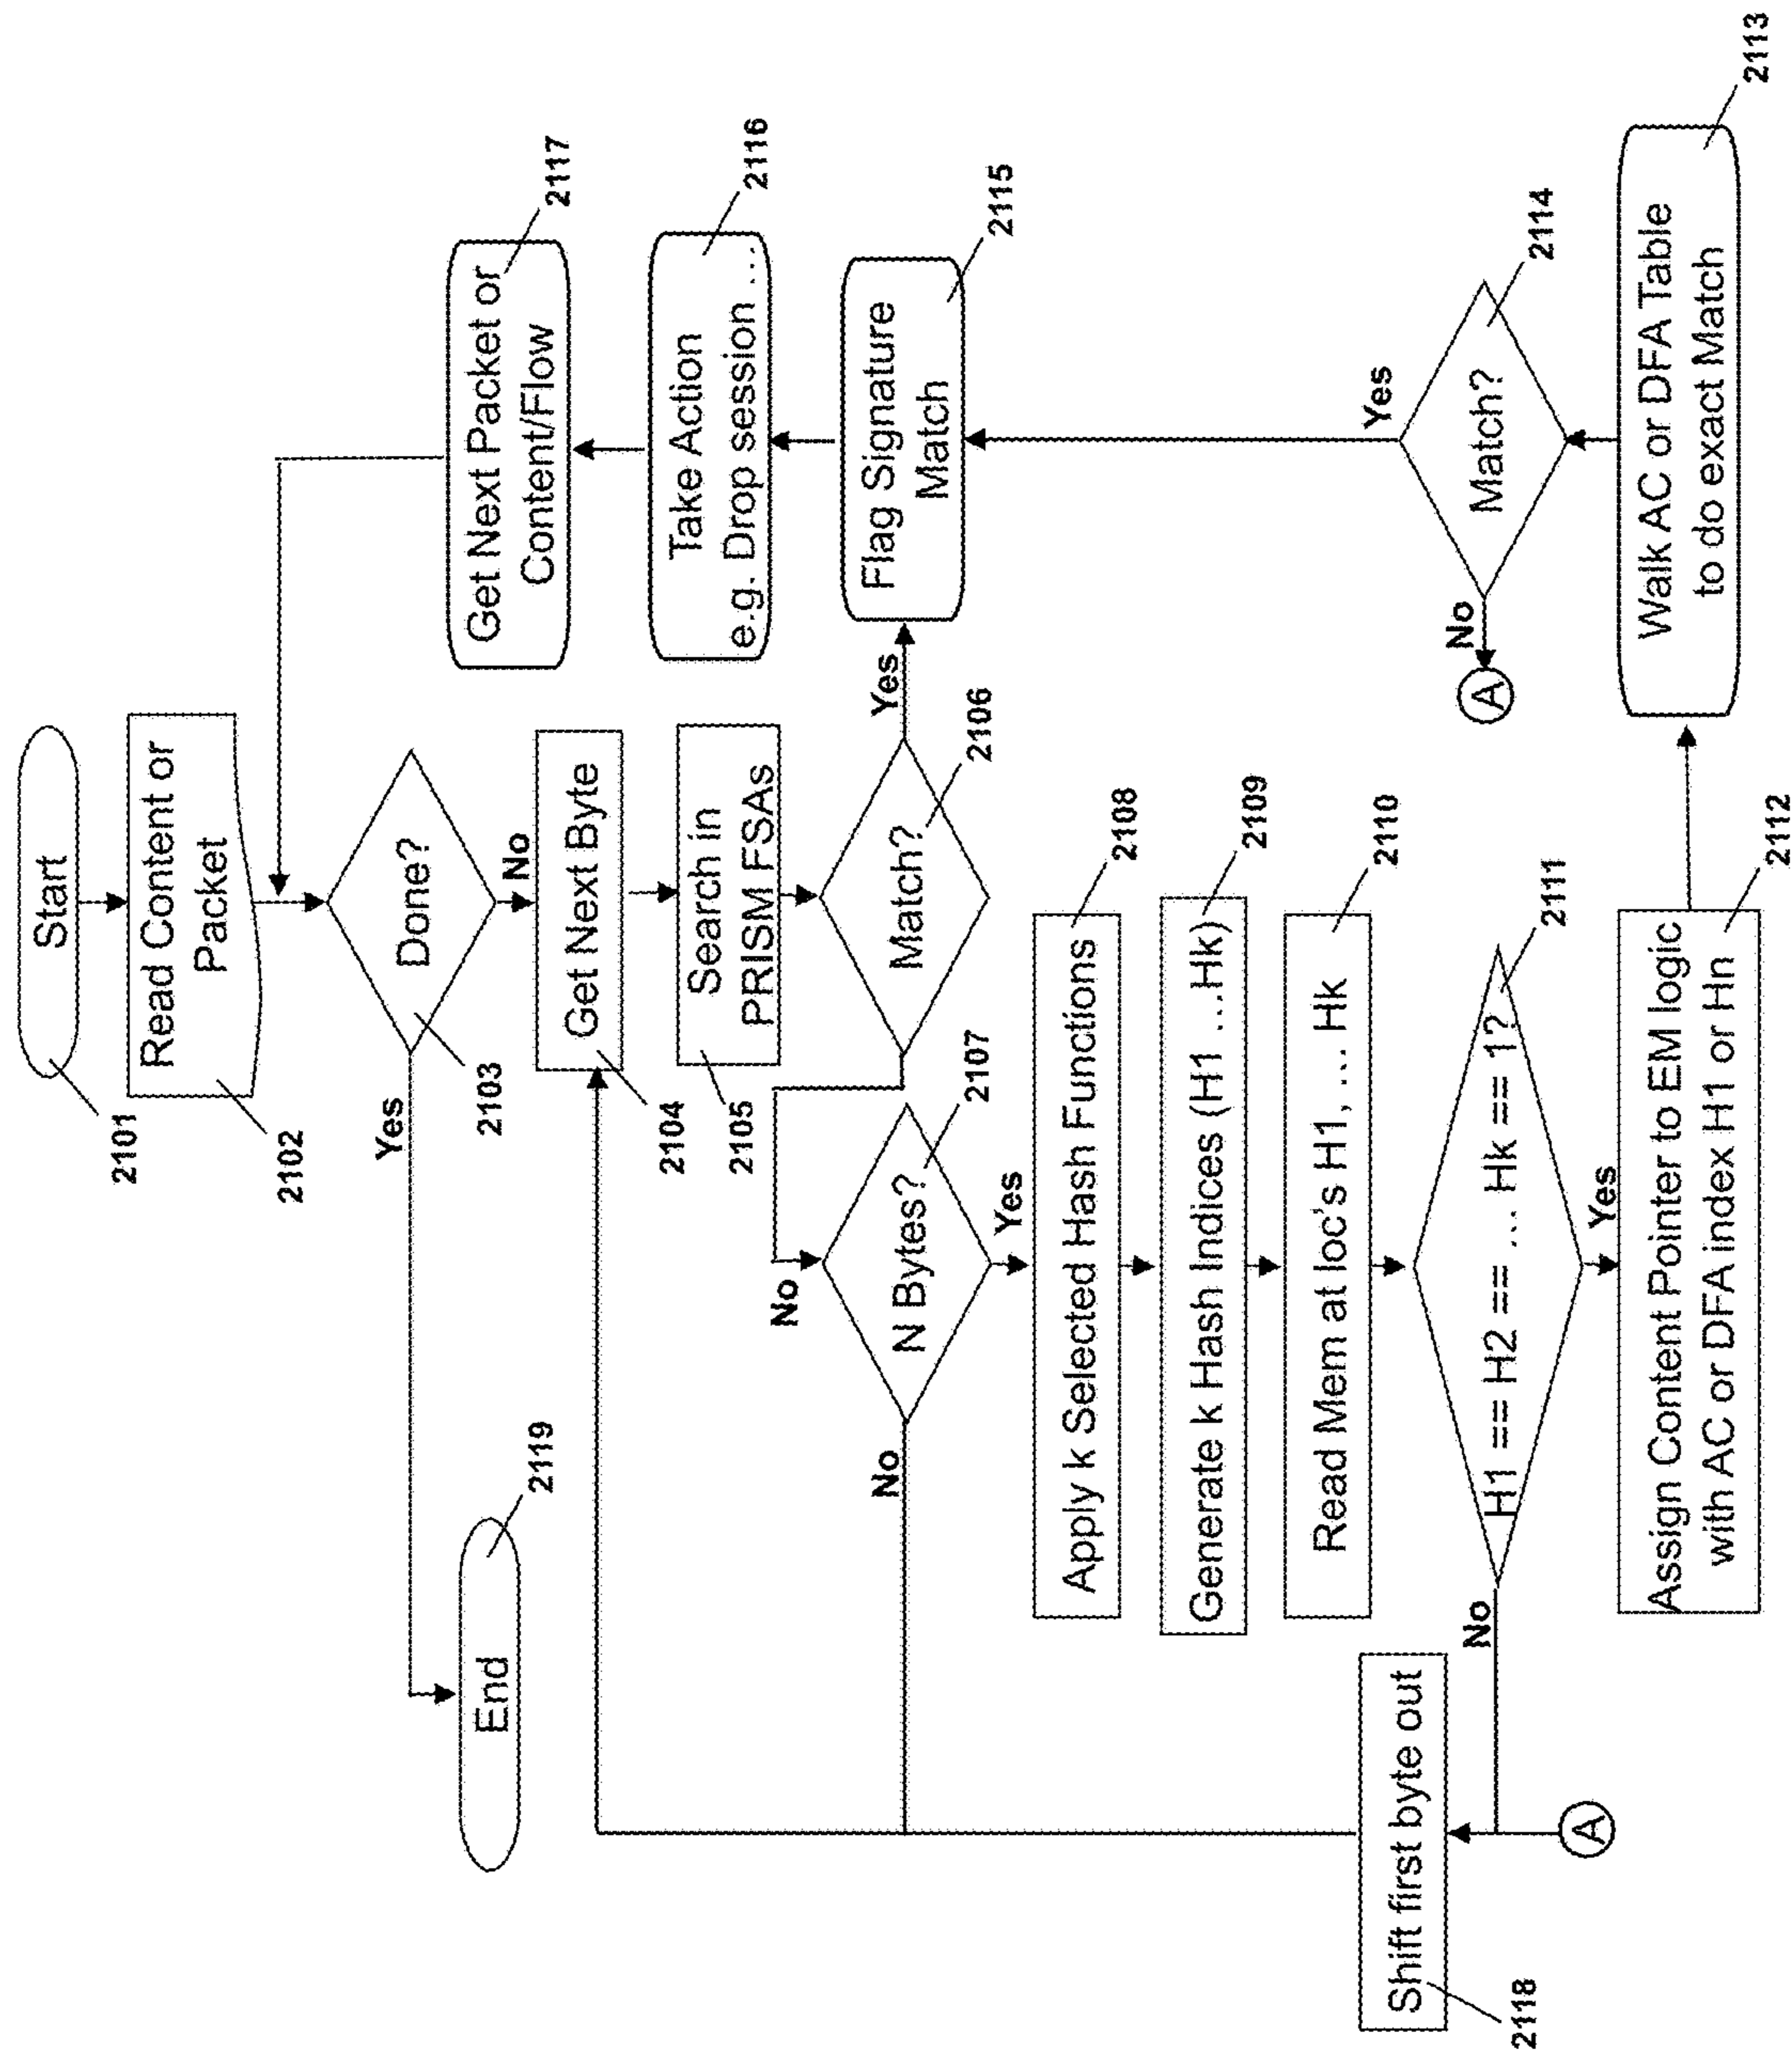 Start
2101
Read Content or
Packet
2102
Done?
2103
Yes
No
End
2119
Get Next Byte
2104
Search in
PRISM FSAs
2105
Match?
2106
Yes
No
N Bytes?
2107
No
Yes
Apply k Selected Hash Functions
2108
Generate k Hash Indices (H1 ...Hk)
2109
Read Mem at loc's H1, ... Hk
2110
H1 == H2 == ... Hk == 1?
2111
No
Yes
Assign Content Pointer to EM logic
with AC or DFA index H1 or Hn
2112
Walk AC or DFA Table
to do exact Match
2113
Match?
2114
Yes
No
A
Flag Signature
Match
2115
Take Action
e.g. Drop session ...
2116
Get Next Packet or
Content/Flow
2117
Shift first byte out
2118
A